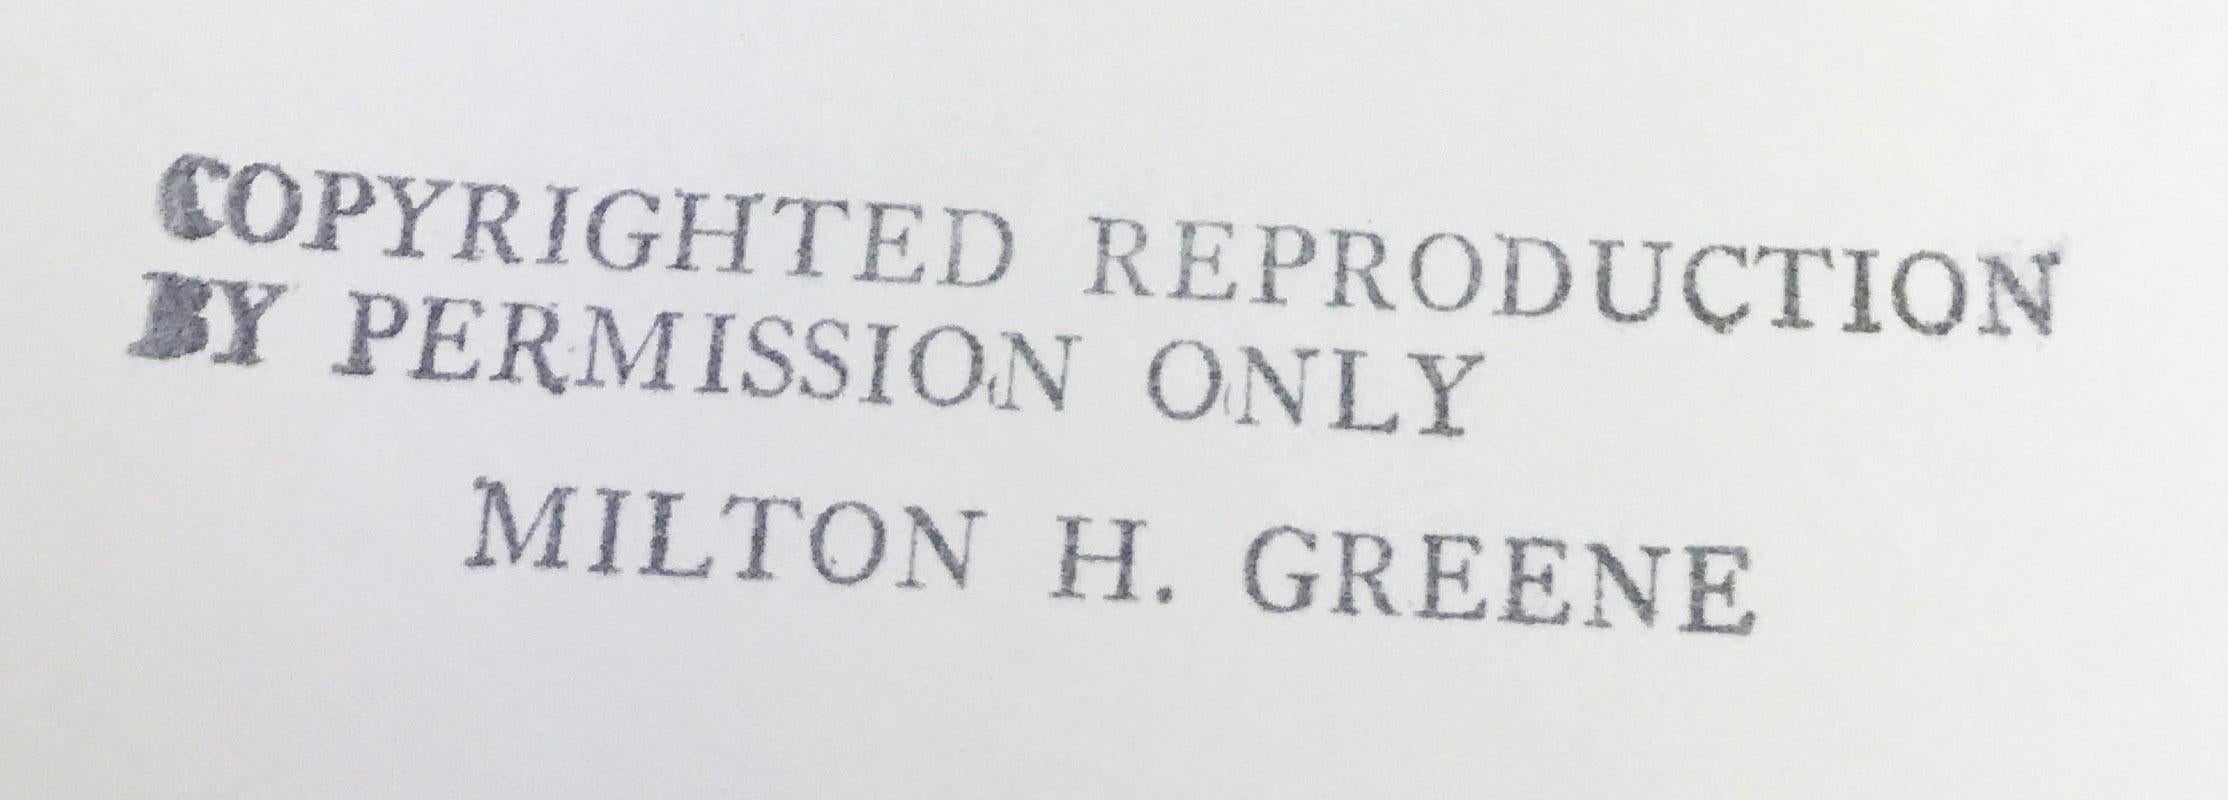 COPYRIGHTED REPRODUCTION
BY PERMISSION ONLY
MILTON H. GREENE